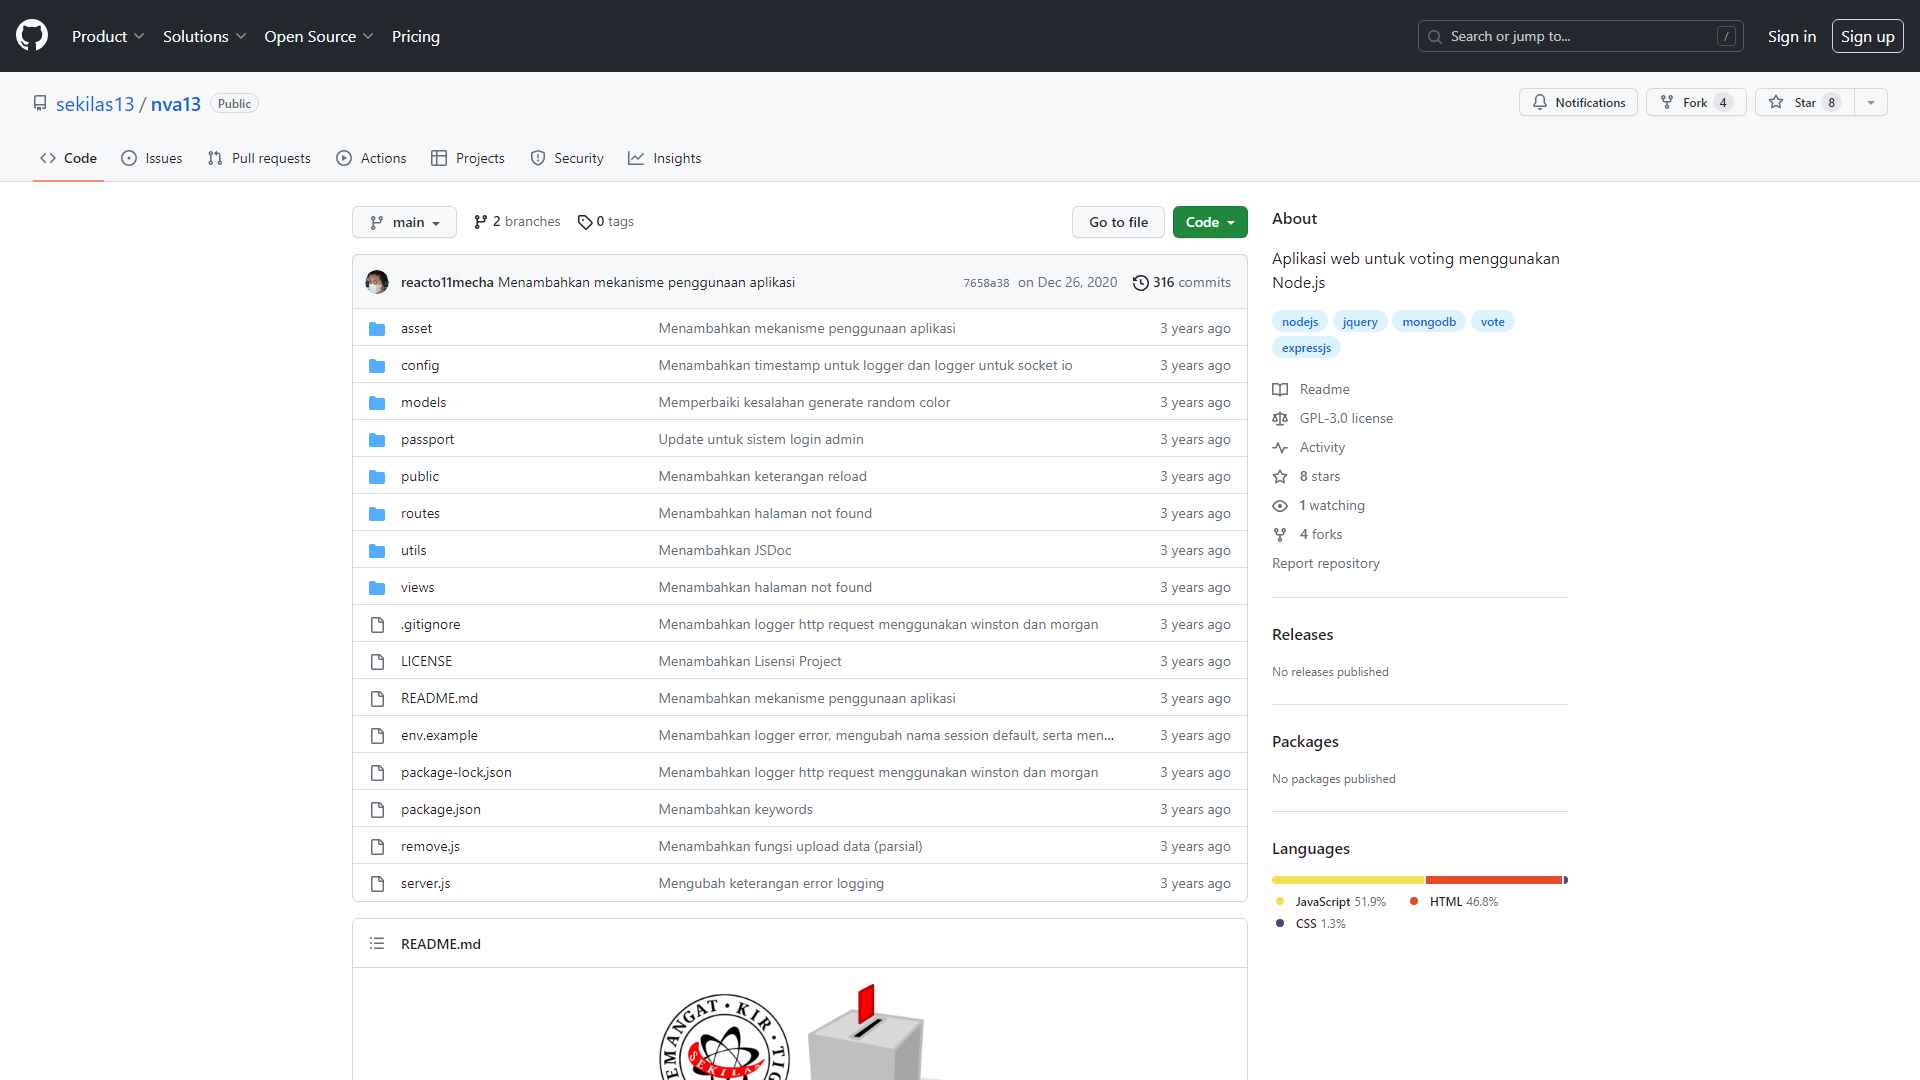 Product Solutions Open Source Pricing Search or jump to... / Sign in Sign up
sekilas13 / nva13 Public Notifications Fork 4 Star 8
Code Issues Pull requests Actions Projects Security Insights
main 2 branches 0 tags Go to file Code
reacto11mecha Menambahkan mekanisme penggunaan aplikasi 7658a38 on Dec 26, 2020 316 commits
asset Menambahkan mekanisme penggunaan aplikasi 3 years ago
config Menambahkan timestamp untuk logger dan logger untuk socket io 3 years ago
models Memperbaiki kesalahan generate random color 3 years ago
passport Update untuk sistem login admin 3 years ago
public Menambahkan keterangan reload 3 years ago
routes Menambahkan halaman not found 3 years ago
utils Menambahkan JSDoc 3 years ago
views Menambahkan halaman not found 3 years ago
.gitignore Menambahkan logger http request menggunakan winston dan morgan 3 years ago
LICENSE Menambahkan Lisensi Project 3 years ago
README.md Menambahkan mekanisme penggunaan aplikasi 3 years ago
env.example Menambahkan logger error, mengubah nama session default, serta men... 3 years ago
package-lock.json Menambahkan logger http request menggunakan winston dan morgan 3 years ago
package.json Menambahkan keywords 3 years ago
remove.js Menambahkan fungsi upload data (parsial) 3 years ago
server.js Mengubah keterangan error logging 3 years ago
README.md
EMANGAT • KIR • TIG
SEKILAS
About
Aplikasi web untuk voting menggunakan
Node.js
nodejs jquery mongodb vote
expressjs
Readme
GPL-3.0 license
Activity
8 stars
1 watching
4 forks
Report repository
Releases
No releases published
Packages
No packages published
Languages
JavaScript 51.9% HTML 46.8%
CSS 1.3%